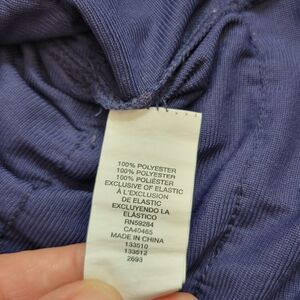 100% POLYESTER
100% POLYESTER
100% POLIÉSTER
EXCLUSIVE OF ELASTIC
À L'EXCLUSION
DE ELASTIC
EXCLUYENDO LA
ELÁSTICO
RN59284
CA40465
MADE IN CHINA
133510
133512
2693